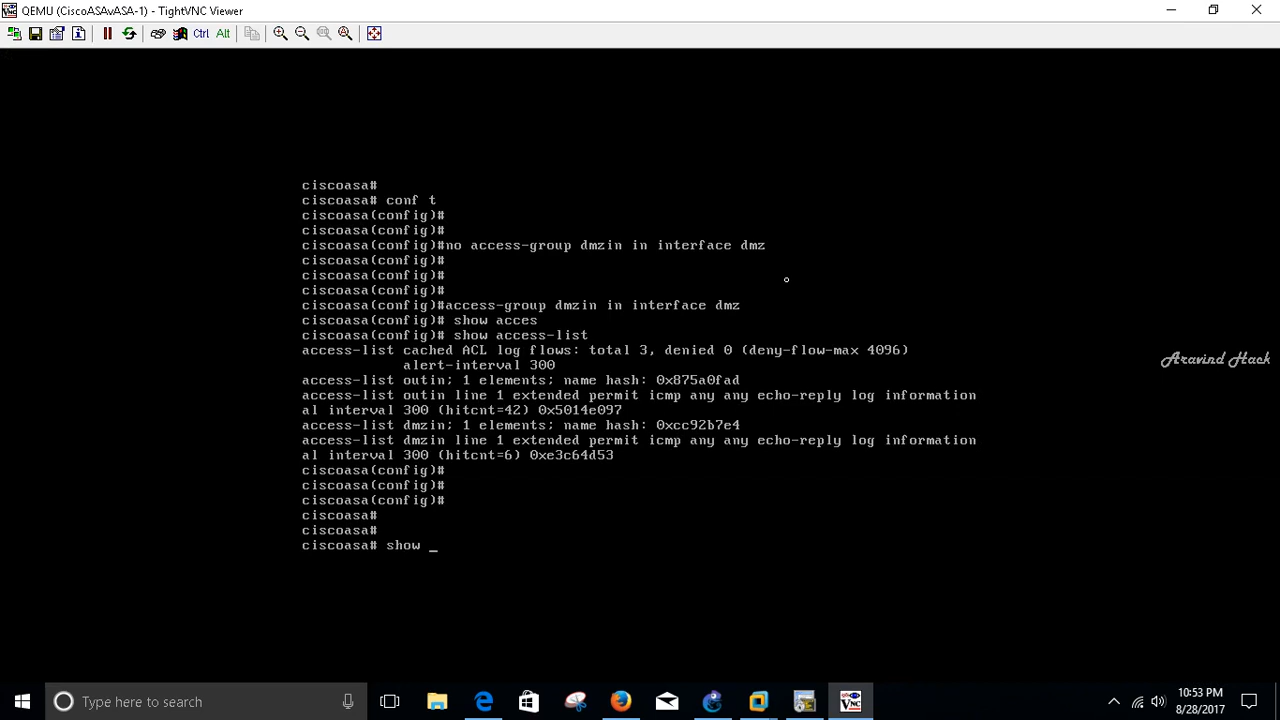 QEMU (CiscoASAvASA-1) - TightVNC Viewer
Ctrl Alt
ciscoasa#
ciscoasa# conf t
ciscoasa(config)#
ciscoasa(config)#
ciscoasa(config)#no access-group dmzin in interface dmz
ciscoasa(config)#
ciscoasa(config)#
ciscoasa(config)#
ciscoasa(config)#access-group dmzin in interface dmz
ciscoasa(config)# show acces
ciscoasa(config)# show access-list
access-list cached ACL log flows: total 3, denied 0 (deny-flow-max 4096)
alert-interval 300
access-list outin; 1 elements; name hash: 0x875a0fad
access-list outin line 1 extended permit icmp any any echo-reply log information
al interval 300 (hitcnt=42) 0x5014e097
access-list dmzin; 1 elements; name hash: 0xcc92b7e4
access-list dmzin line 1 extended permit icmp any any echo-reply log information
al interval 300 (hitcnt=6) 0xe3c64d53
ciscoasa(config)#
ciscoasa(config)#
ciscoasa(config)#
ciscoasa#
ciscoasa#
ciscoasa# show _
Aravind Hack
Type here to search
10:53 PM
8/28/2017